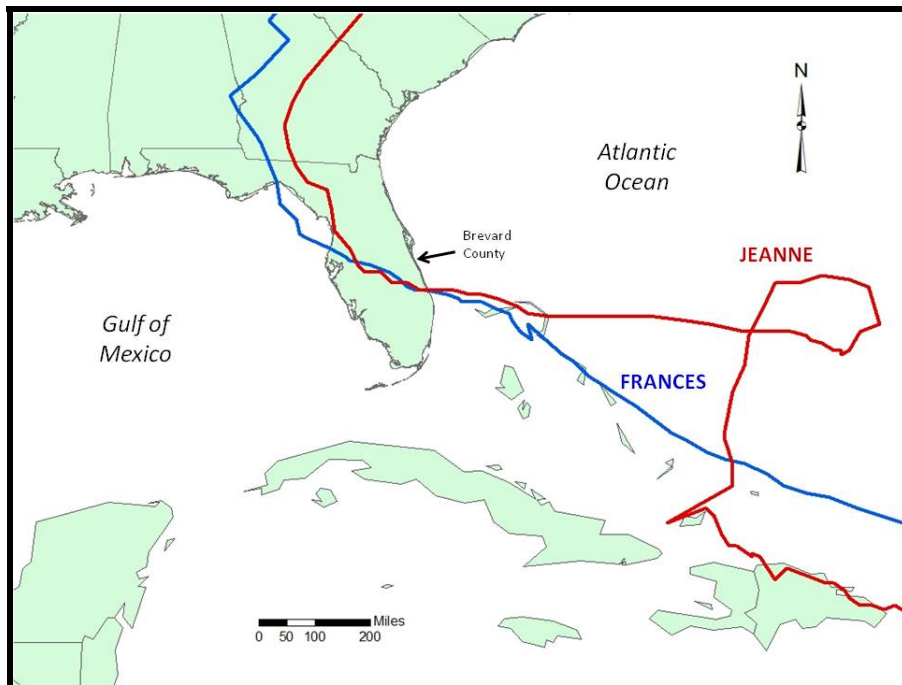 N
Atlantic
Ocean
Brevard
County
JEANNE
Gulf of
Mexico
FRANCES
Miles
0 50 100 200